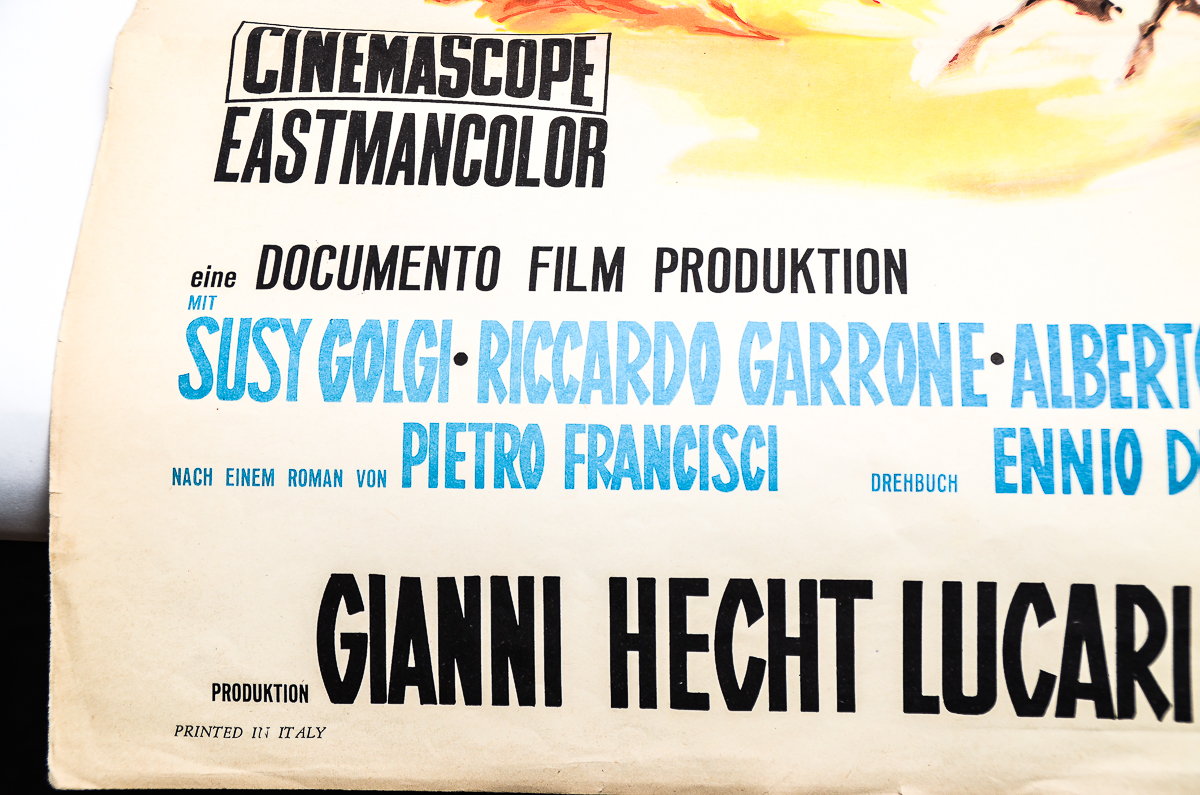 CINEMASCOPE
EASTMANCOLOR
eine DOCUMENTO FILM PRODUKTION
MIT
SUSY GOLGI • RICCARDO GARRONE • ALBERTO
NACH EINEM ROMAN VON PIETRO FRANCISCI DREHBUCH ENNIO D
PRODUKTION GIANNI HECHT LUCARI
PRINTED IN ITALY